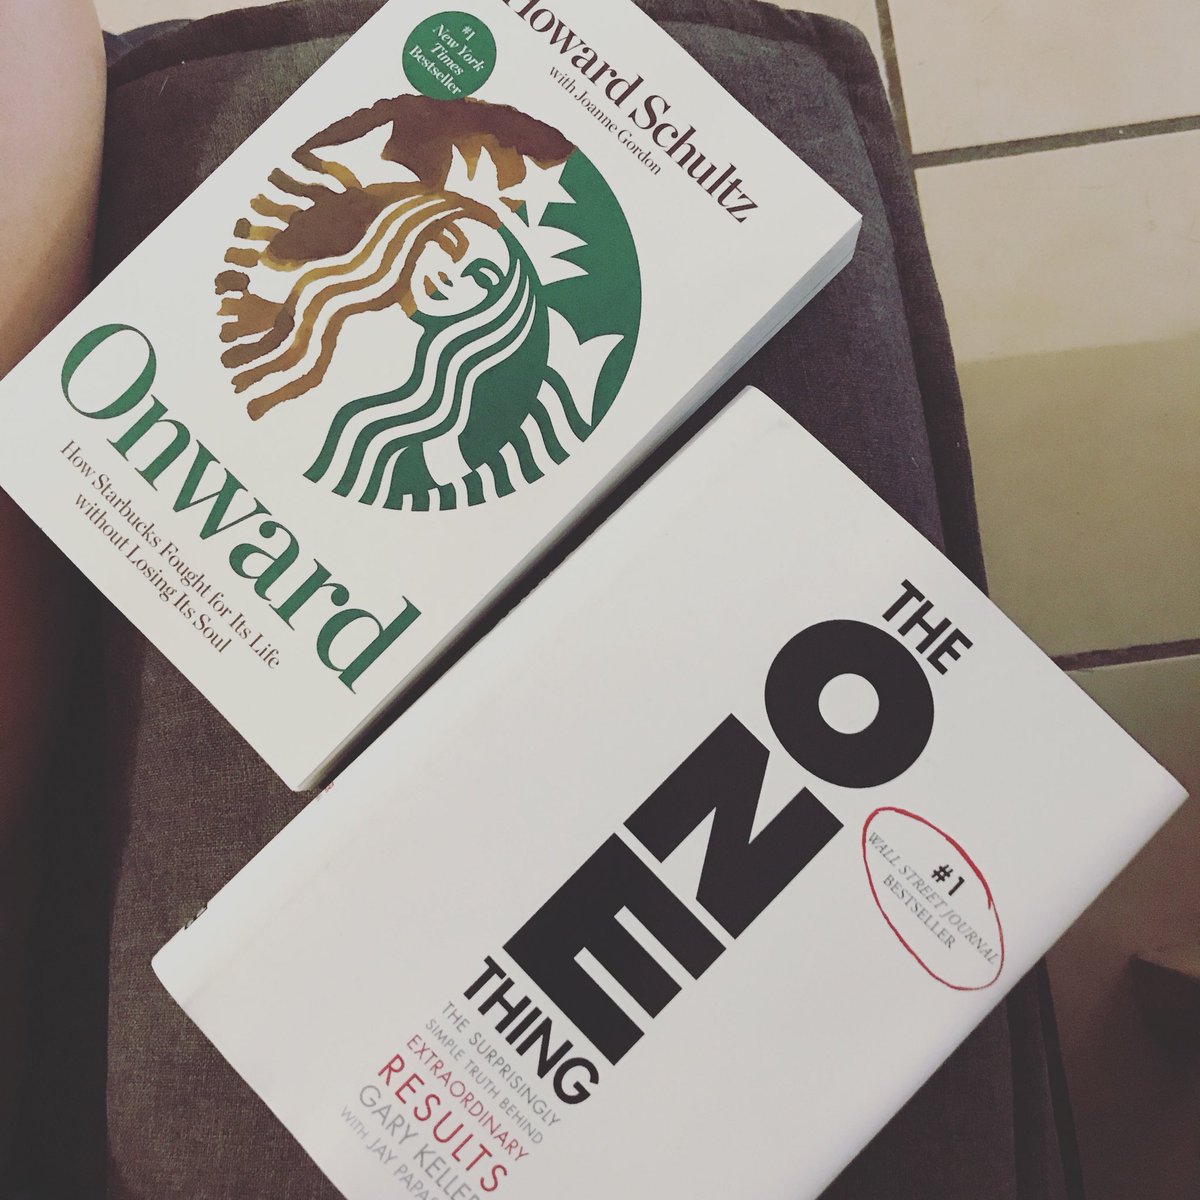 Howard Schultz
with Joanne Gordon
#1
New York
Times
Bestseller
Onward
How Starbucks Fought for Its Life
without Losing Its Soul
THE
ONE
THING
#1
WALL STREET JOURNAL
BESTSELLER
THE SURPRISINGLY
SIMPLE TRUTH BEHIND
EXTRAORDINARY
RESULTS
GARY KELLER
WITH JAY